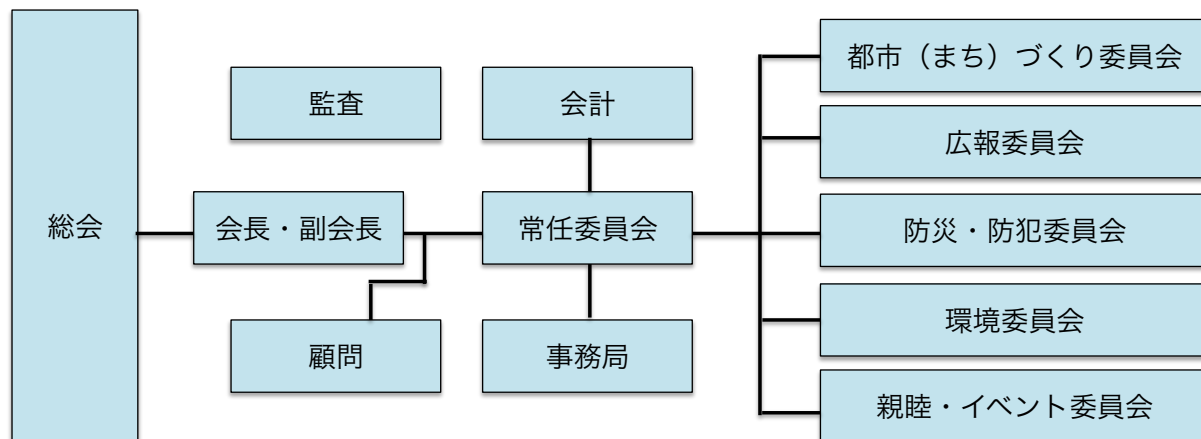 総会
監査
会長・副会長
顧問
会計
常任委員会
事務局
都市（まち）づくり委員会
広報委員会
防災・防犯委員会
環境委員会
親睦・イベント委員会